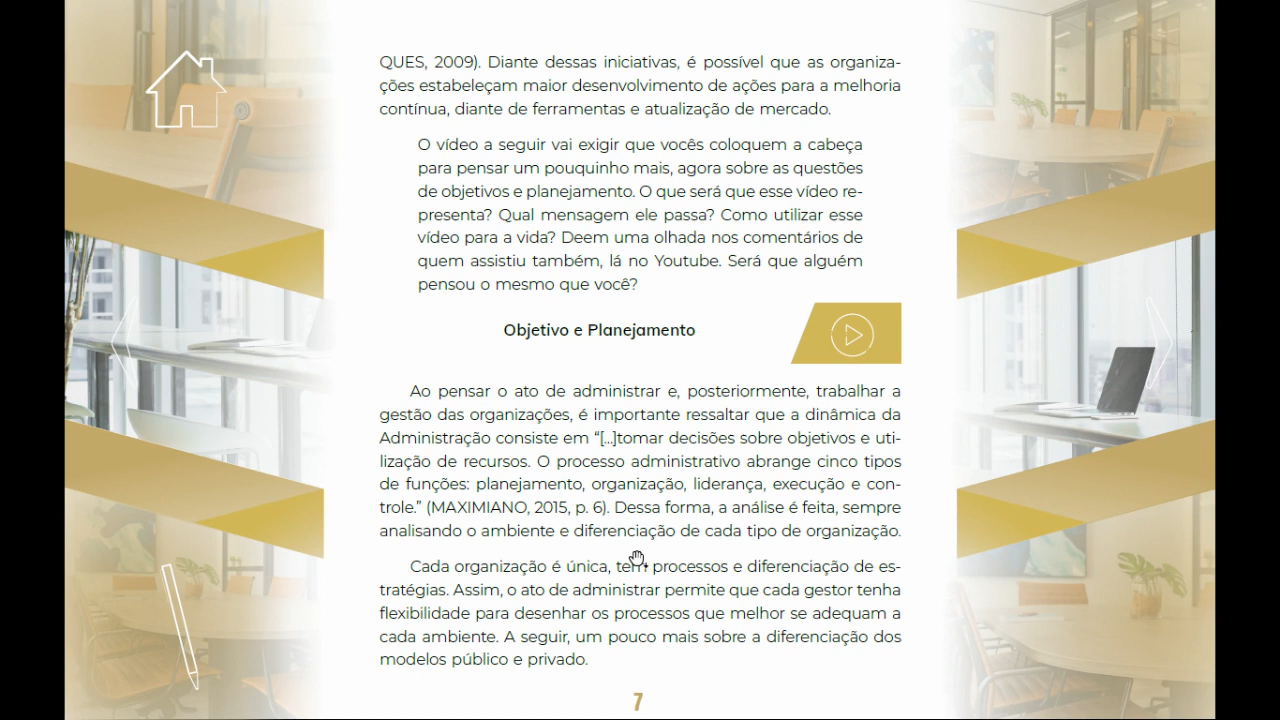 QUES, 2009). Diante dessas iniciativas, é possível que as organiza-
ções estabeleçam maior desenvolvimento de ações para a melhoria
contínua, diante de ferramentas e atualização de mercado.
O vídeo a seguir vai exigir que vocês coloquem a cabeça
para pensar um pouquinho mais, agora sobre as questões
de objetivos e planejamento. O que será que esse vídeo re-
presenta? Qual mensagem ele passa? Como utilizar esse
vídeo para a vida? Deem uma olhada nos comentários de
quem assistiu também, lá no Youtube. Será que alguém
pensou o mesmo que você?
Objetivo e Planejamento
Ao pensar o ato de administrar e, posteriormente, trabalhar a
gestão das organizações, é importante ressaltar que a dinâmica da
Administração consiste em “[...]tomar decisões sobre objetivos e uti-
lização de recursos. O processo administrativo abrange cinco tipos
de funções: planejamento, organização, liderança, execução e con-
trole.” (MAXIMIANO, 2015, p. 6). Dessa forma, a análise é feita, sempre
analisando o ambiente e diferenciação de cada tipo de organização.
Cada organização é única, tem processos e diferenciação de es-
tratégias. Assim, o ato de administrar permite que cada gestor tenha
flexibilidade para desenhar os processos que melhor se adequam a
cada ambiente. A seguir, um pouco mais sobre a diferenciação dos
modelos público e privado.
7